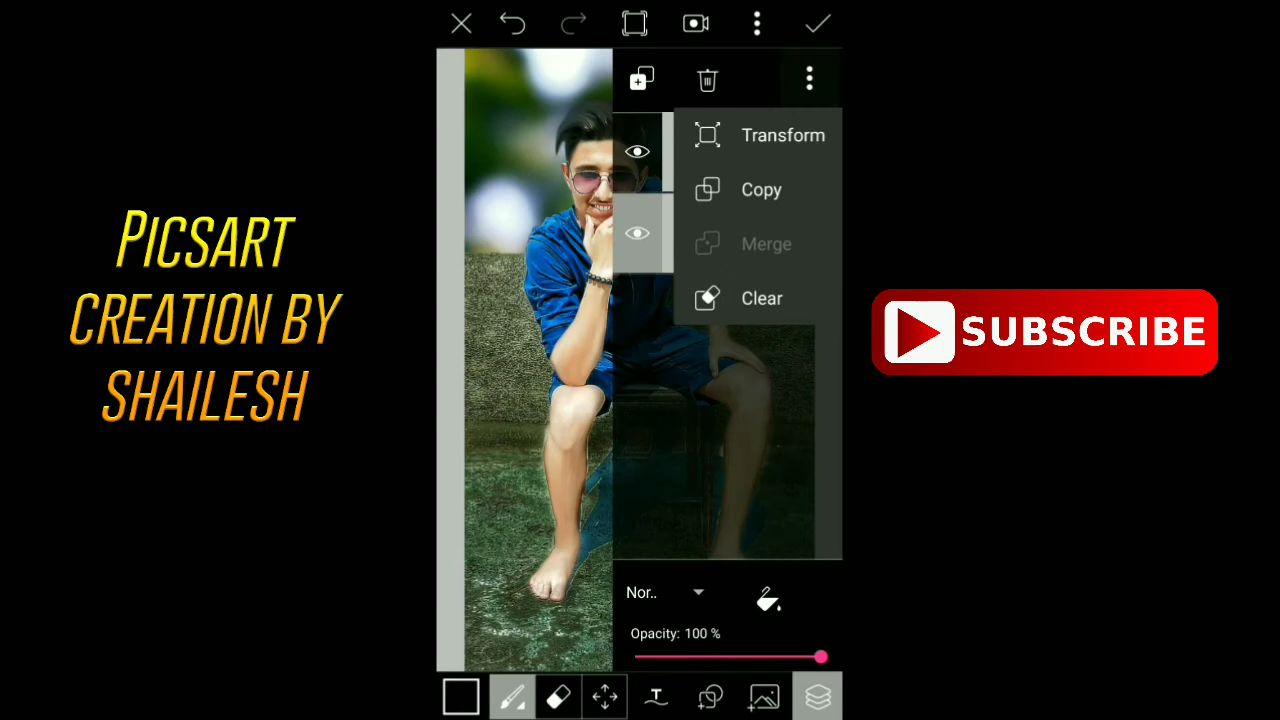 PICSART
CREATION BY
SHAILESH
Transform
Copy
Merge
Clear
Nor..
Opacity: 100 %
T
SUBSCRIBE